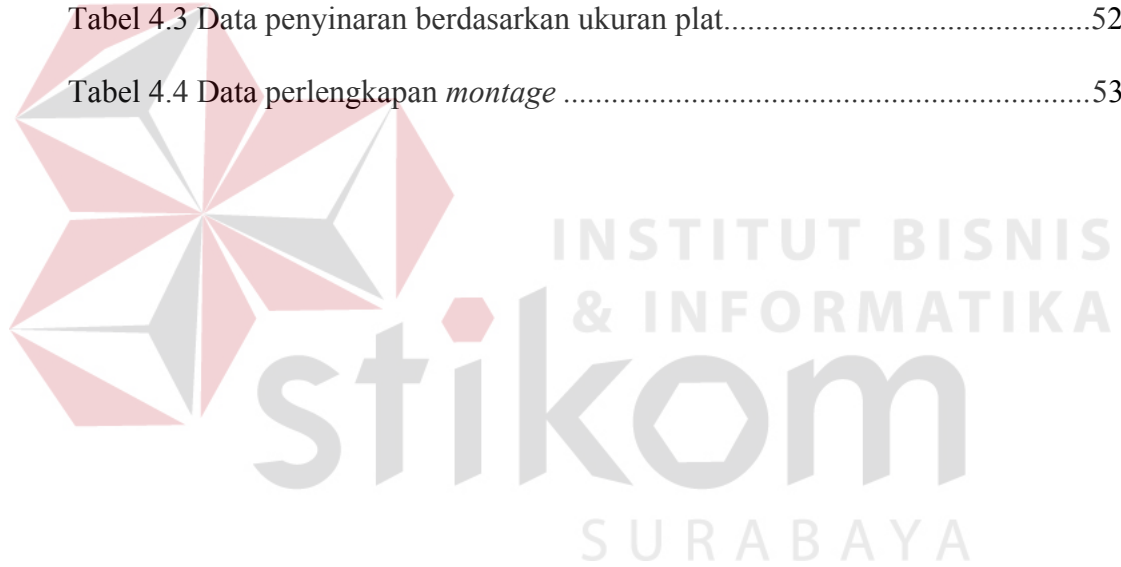 Tabel 4.3 Data penyinaran berdasarkan ukuran plat.................................................52
Tabel 4.4 Data perlengkapan montage ......................................................................53
INSTITUT BISNIS
& INFORMATIKA
stikom
SURABAYA